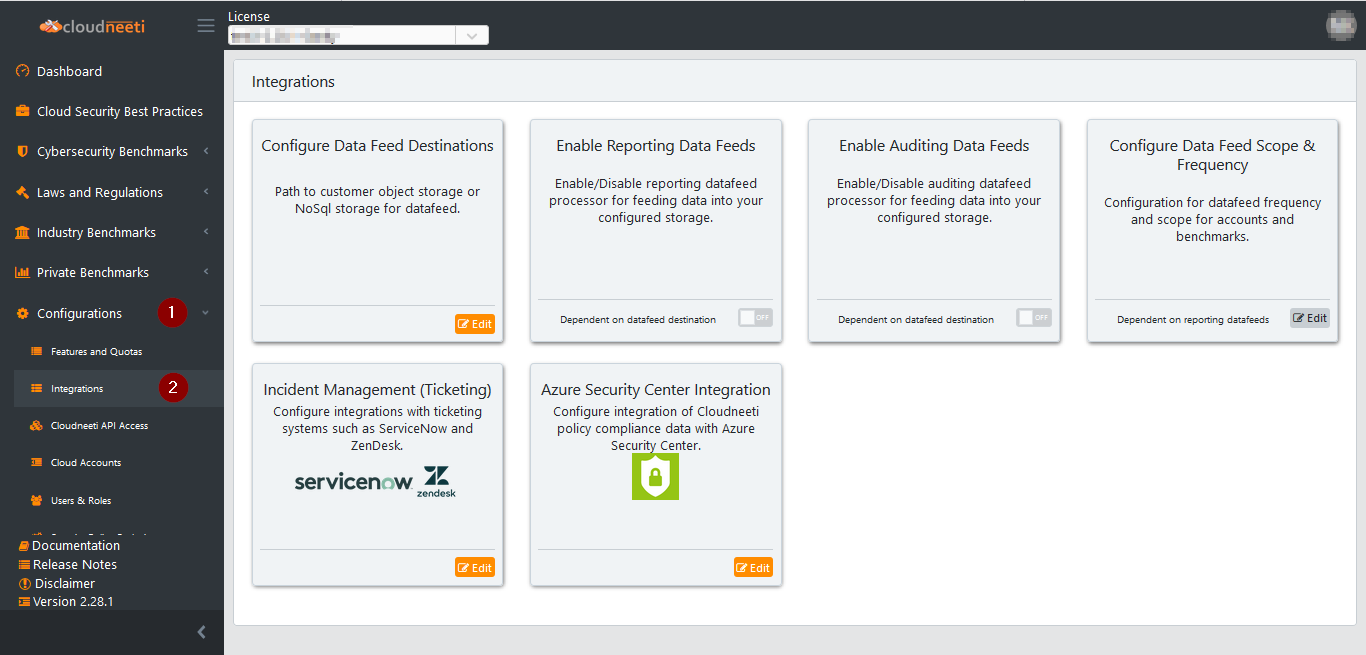 cloudneeti
License
Dashboard
Cloud Security Best Practices
Cybersecurity Benchmarks
Laws and Regulations
Industry Benchmarks
Private Benchmarks
Configurations
1
Features and Quotas
Integrations
2
Cloudneeti API Access
Cloud Accounts
Users & Roles
Documentation
Release Notes
Disclaimer
Version 2.28.1
Integrations
Configure Data Feed Destinations
Path to customer object storage or
NoSql storage for datafeed.
Edit
Enable Reporting Data Feeds
Enable/Disable reporting datafeed
processor for feeding data into your
configured storage.
Dependent on datafeed destination
OFF
Enable Auditing Data Feeds
Enable/Disable auditing datafeed
processor for feeding data into your
configured storage.
Dependent on datafeed destination
OFF
Configure Data Feed Scope &
Frequency
Configuration for datafeed frequency
and scope for accounts and
benchmarks.
Dependent on reporting datafeeds
Edit
Incident Management (Ticketing)
Configure integrations with ticketing
systems such as ServiceNow and
ZenDesk.
servicenow
zendesk
Edit
Azure Security Center Integration
Configure integration of Cloudneeti
policy compliance data with Azure
Security Center.
Edit